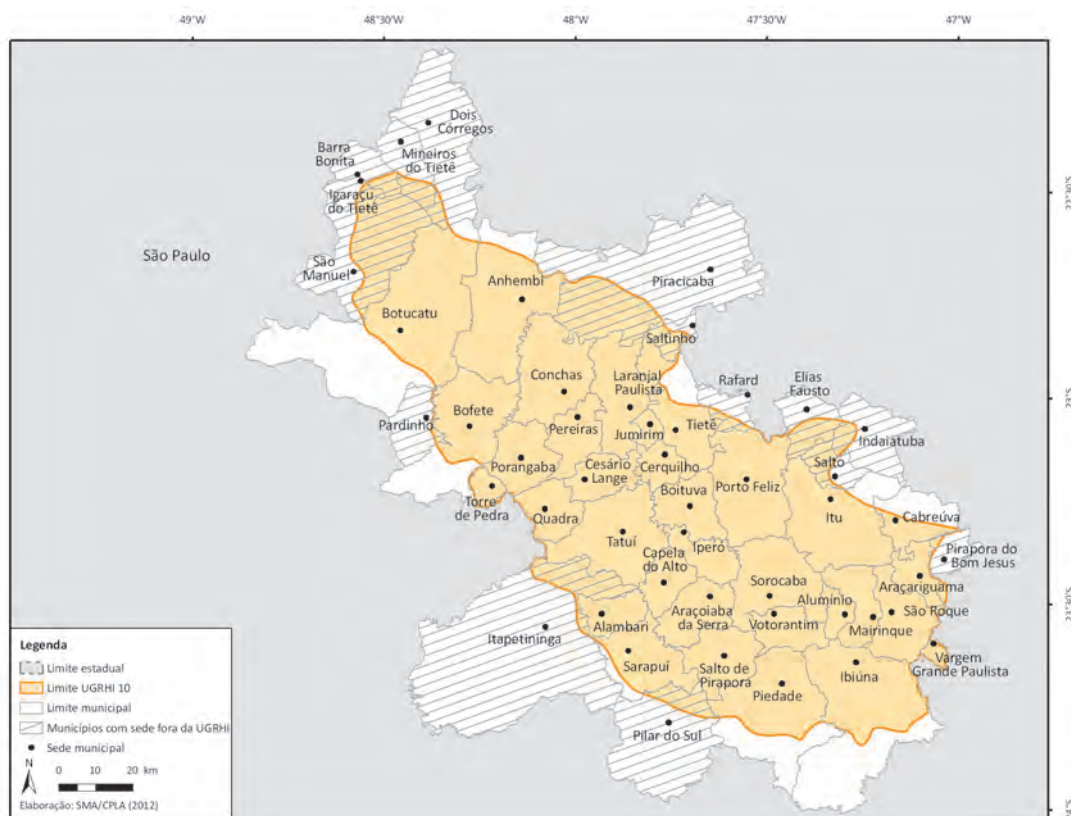 49°W
48°30'W
48°W
47°30'W
47°W
Dois
Córregos
Barra
Bonita
Mineiros
do Tietê
Igaraçu
do Tietê
São Paulo
São
Manuel
Piracicaba
Anhembi
Botucatu
Saltinho
Conchas
Laranjal
Paulista
Rafard
Elias
Fausto
23°S
Bofete
Pardinho
Pereiras
Jumirim
Tietê
Indaiatuba
Porangaba
Cesário
Lange
Cerquilho
Salto
Torre
de Pedra
Boituva
Porto Feliz
Quadra
Itu
Cabreúva
Tatuí
Iperó
Pirapora do
Bom Jesus
Capela
do Alto
Sorocaba
Araçariguama
Alumínio
23°30'S
Itapetininga
Alambari
Araçoiaba
da Serra
Votorantim
São Roque
Mairinque
Sarapuí
Salto de
Pirapora
Vargem
Grande Paulista
Piedade
Ibiúna
Pilar do Sul
Legenda
Limite estadual
Limite UGRHI 10
Limite municipal
Municípios com sede fora da UGRHI
Sede municipal
N
0 10 20 km
Elaboração: SMA/CPLA (2012)